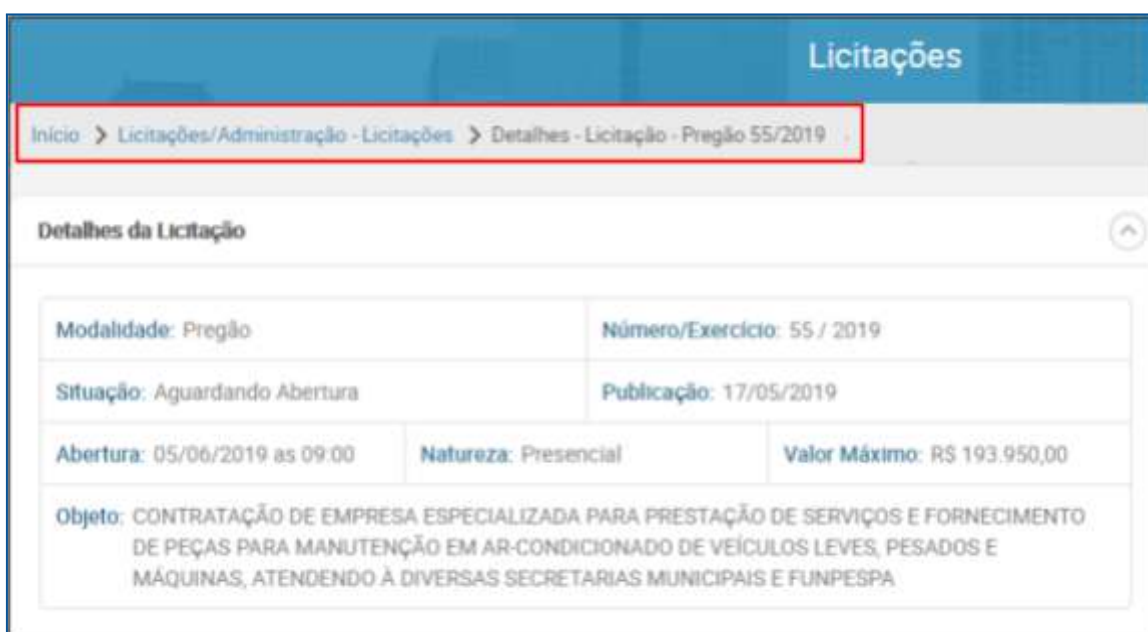 Licitações
Início > Licitações/Administração - Licitações > Detalhes - Licitação - Pregão 55/2019
Detalhes da Licitação
Modalidade: Pregão Número/Exercício: 55 / 2019
Situação: Aguardando Abertura Publicação: 17/05/2019
Abertura: 05/06/2019 as 09:00 Natureza: Presencial Valor Máximo: R$ 193.950,00
Objeto: CONTRATAÇÃO DE EMPRESA ESPECIALIZADA PARA PRESTAÇÃO DE SERVIÇOS E FORNECIMENTO
DE PEÇAS PARA MANUTENÇÃO EM AR-CONDICIONADO DE VEÍCULOS LEVES, PESADOS E
MÁQUINAS, ATENDENDO À DIVERSAS SECRETARIAS MUNICIPAIS E FUNPESPA